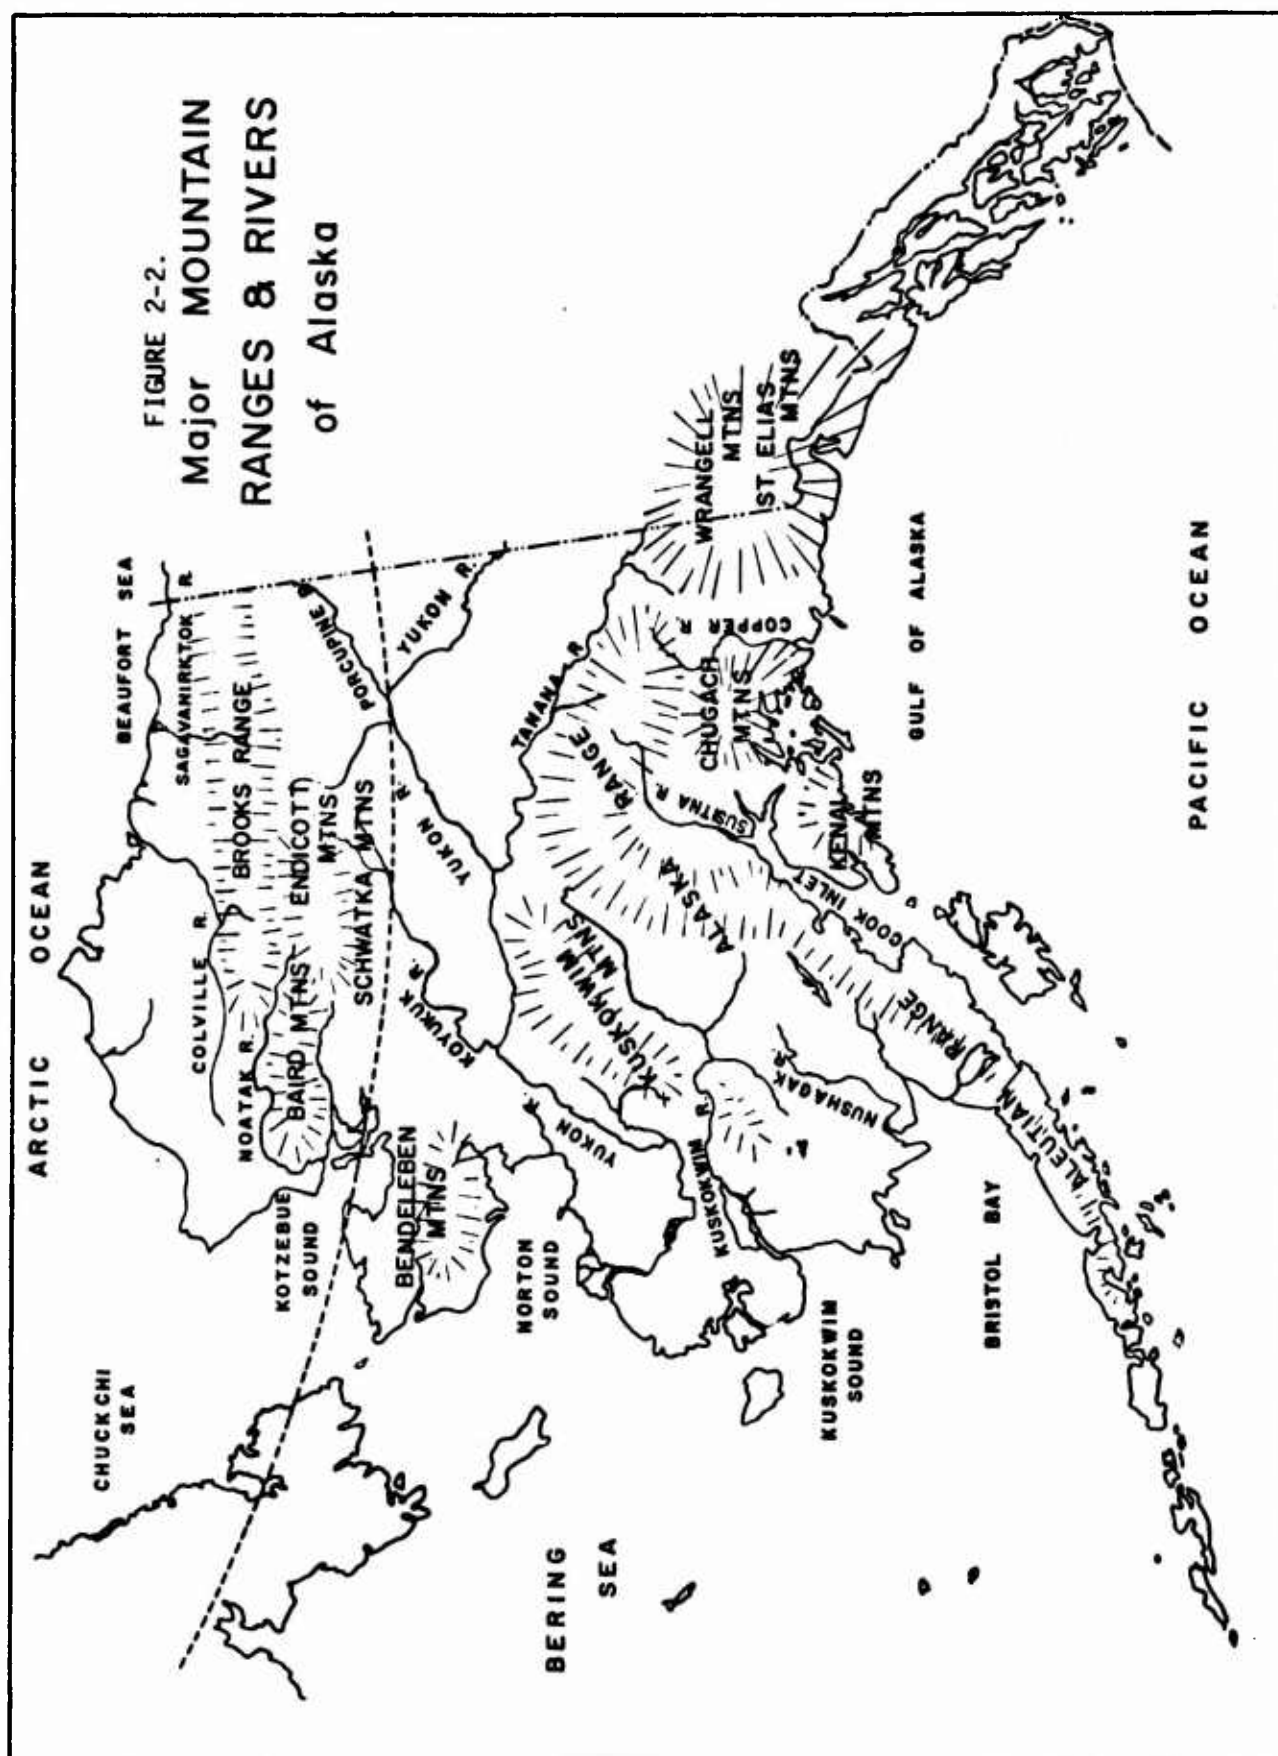 FIGURE 2-2.
Major MOUNTAIN
RANGES & RIVERS
of Alaska
ARCTIC OCEAN
BEAUFORT SEA
CHUCKCHI
SEA
SAGAVANIRKTOK R.
COLVILLE R.
BROOKS RANGE
NOATAK R.
BAIRD MTNS
ENDICOTT
MTNS
SCHWATKA MTNS
PORCUPINE R.
YUKON R.
KOTZEBUE
SOUND
BENDELEBEN
MTNS
KOYUKUK R.
YUKON R.
TANANA R.
NORTON
SOUND
YUKON R.
KUSKOKWIM
MTNS
ALASKA RANGE
WRANGELL
MTNS
ST. ELIAS
MTNS
COPPER R.
CHUGACH
MTNS
SUSITNA R.
KENAI
MTNS
COOK INLET
KUSKOKWIM R.
NUSHAGAK R.
ALEUTIAN RANGE
KUSKOKWIM
SOUND
BRISTOL BAY
BERING
SEA
GULF OF ALASKA
PACIFIC OCEAN